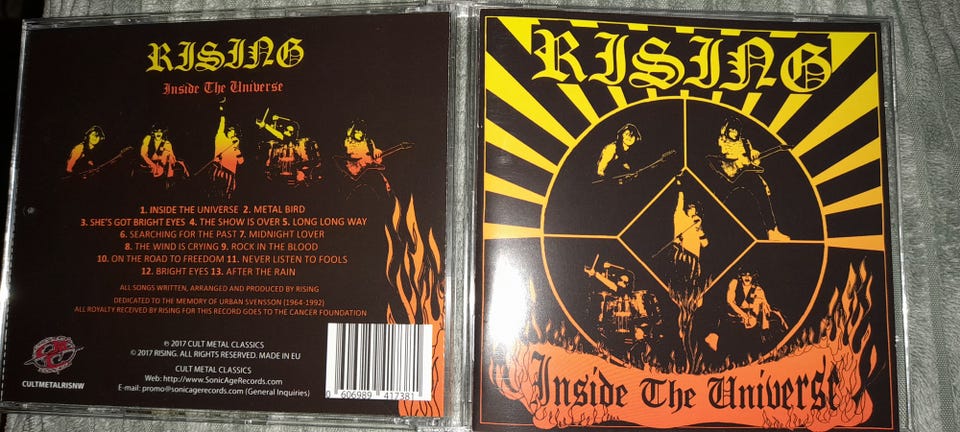 RISING
Inside The Universe
1. INSIDE THE UNIVERSE 2. METAL BIRD
3. SHE'S GOT BRIGHT EYES 4. THE SHOW IS OVER 5. LONG LONG WAY
6. SEARCHING FOR THE PAST 7. MIDNIGHT LOVER
8. THE WIND IS CRYING 9. ROCK IN THE BLOOD
10. ON THE ROAD TO FREEDOM 11. NEVER LISTEN TO FOOLS
12. BRIGHT EYES 13. AFTER THE RAIN
ALL SONGS WRITTEN, ARRANGED AND PRODUCED BY RISING
DEDICATED TO THE MEMORY OF URBAN SVENSSON (1964-1992)
ALL ROYALTY RECEIVED BY RISING FOR THIS RECORD GOES TO THE CANCER FOUNDATION
℗ 2017 CULT METAL CLASSICS
© 2017 RISING. ALL RIGHTS RESERVED. MADE IN EU
CULT METAL CLASSICS
Web: http://www.SonicAgeRecords.com
E-mail: promo@sonicagerecords.com (General Inquiries)
CULTMETALRISNW
0 606989 417381
RISING
Inside The Universe